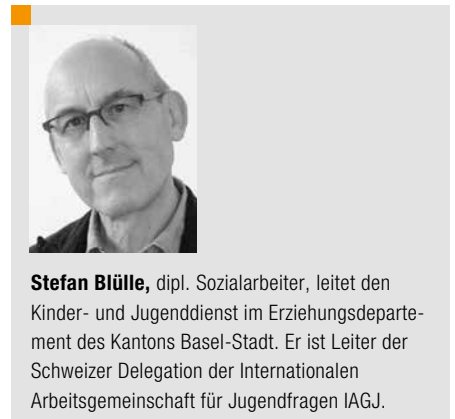 Stefan Blülle, dipl. Sozialarbeiter, leitet den
Kinder- und Jugenddienst im Erziehungsdeparte-
ment des Kantons Basel-Stadt. Er ist Leiter der
Schweizer Delegation der Internationalen
Arbeitsgemeinschaft für Jugendfragen IAGJ.